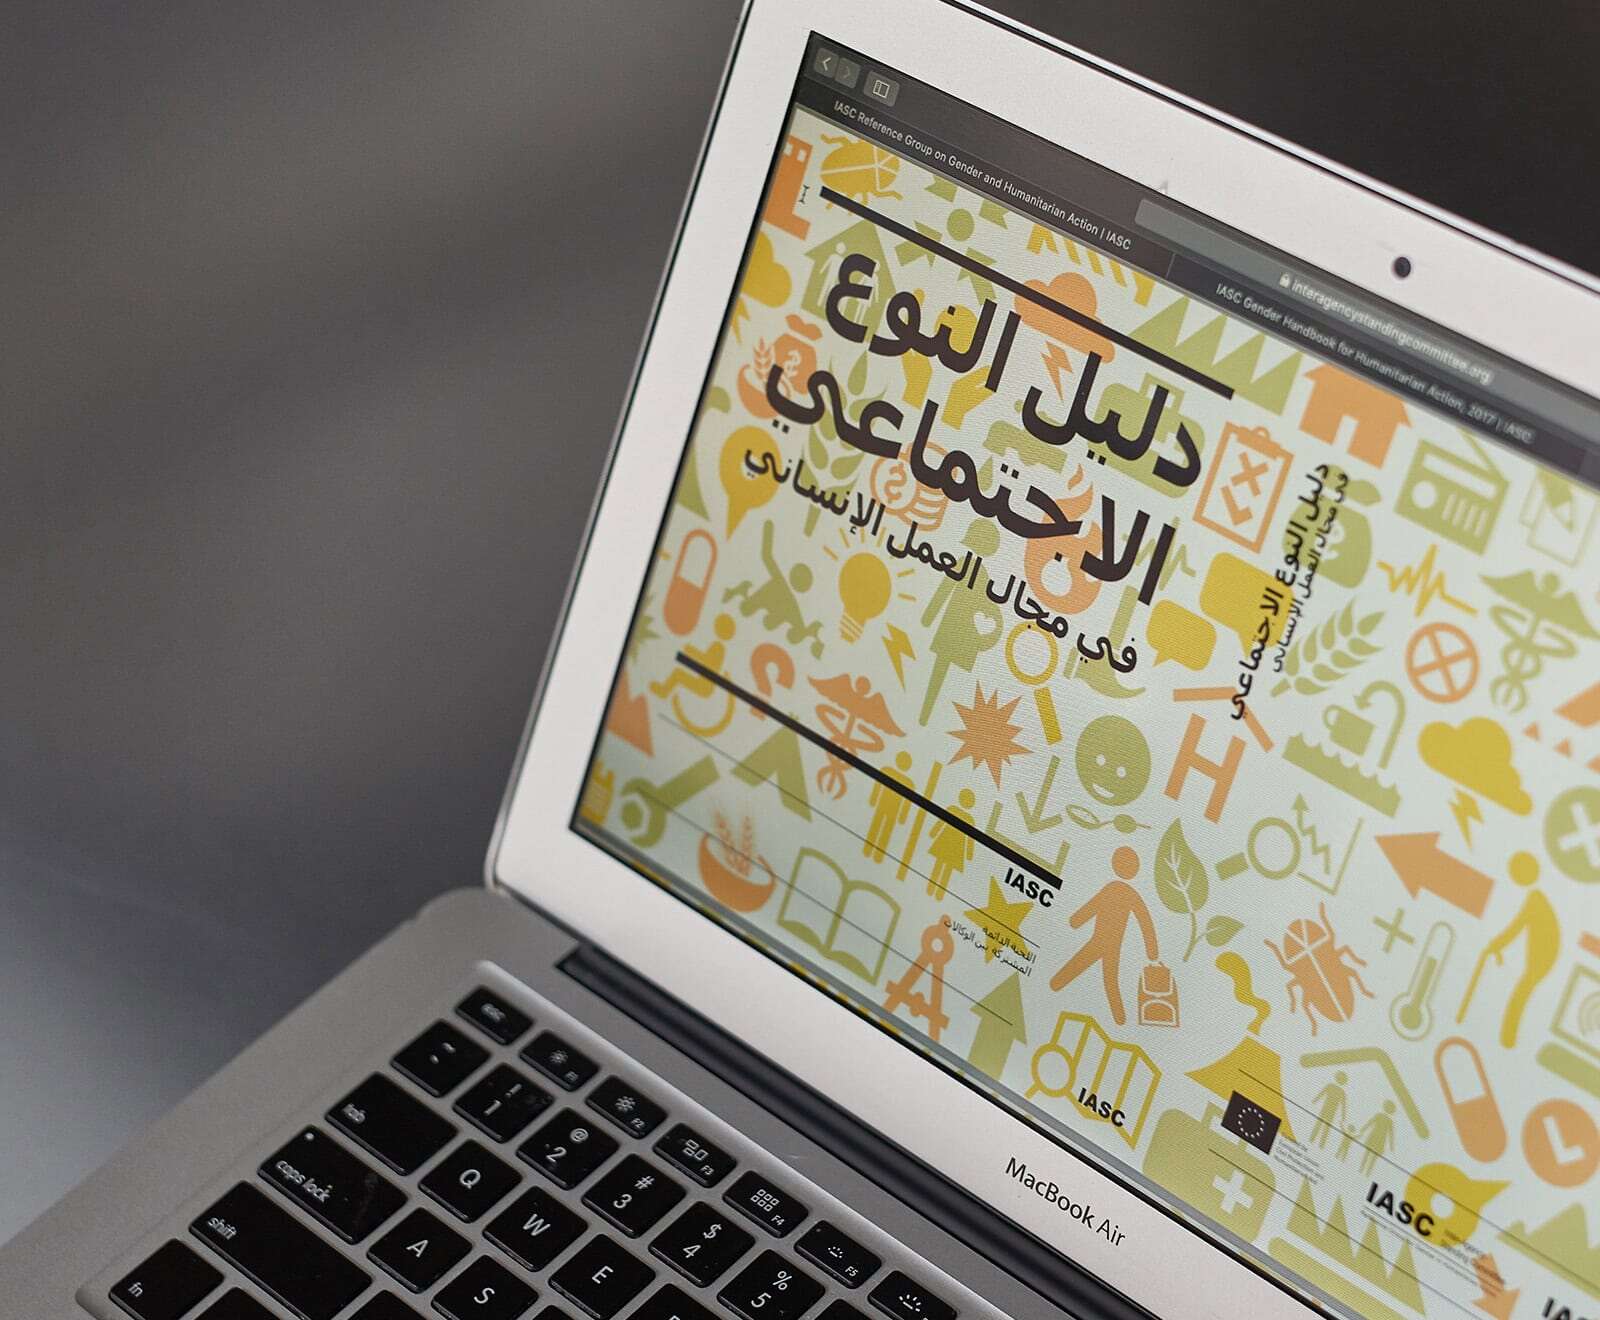 IASC Reference Group on Gender and Humanitarian Action | IASC
interagencystandingcommittee.org
IASC Gender Handbook for Humanitarian Action, 2017 | IASC
دليل النوع
الاجتماعي
في مجال العمل الإنساني
IASC
اللجنة الدائمة
المشتركة بين الوكالات
دليل النوع الاجتماعي
في مجال العمل الإنساني
IASC
IASC
MacBook Air
esc
F1
F2
F3
F4
F5
~
! 1
@ 2
# 3
$ 4
% 5
tab
Q
W
E
caps lock
A
S
shift
fn